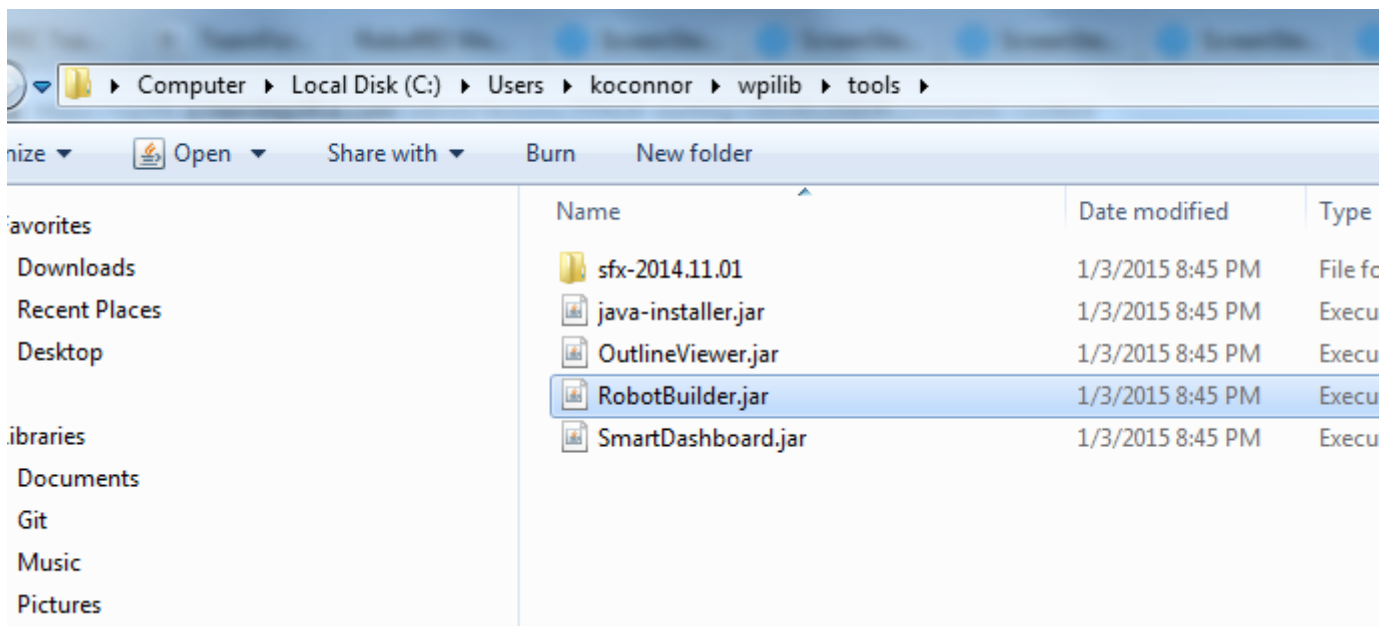 Computer Local Disk (C:) Users koconnor wpilib tools
nize Open Share with Burn New folder
Name Date modified Type
avorites
Downloads
Recent Places
Desktop
ibraries
Documents
Git
Music
Pictures
sfx-2014.11.01 1/3/2015 8:45 PM File fo
java-installer.jar 1/3/2015 8:45 PM Execu
OutlineViewer.jar 1/3/2015 8:45 PM Execu
RobotBuilder.jar 1/3/2015 8:45 PM Execu
SmartDashboard.jar 1/3/2015 8:45 PM Execu